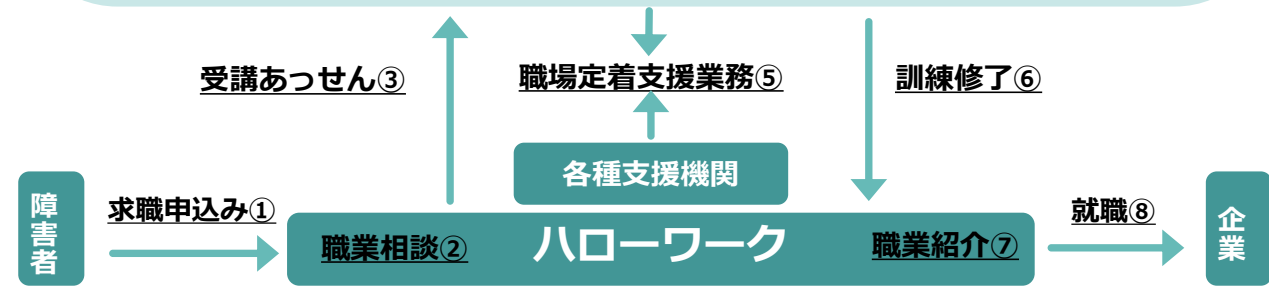 受講あっせん③
職場定着支援業務⑤
訓練修了⑥
各種支援機関
障害者
求職申込み①
職業相談②
ハローワーク
職業紹介⑦
就職⑧
企業